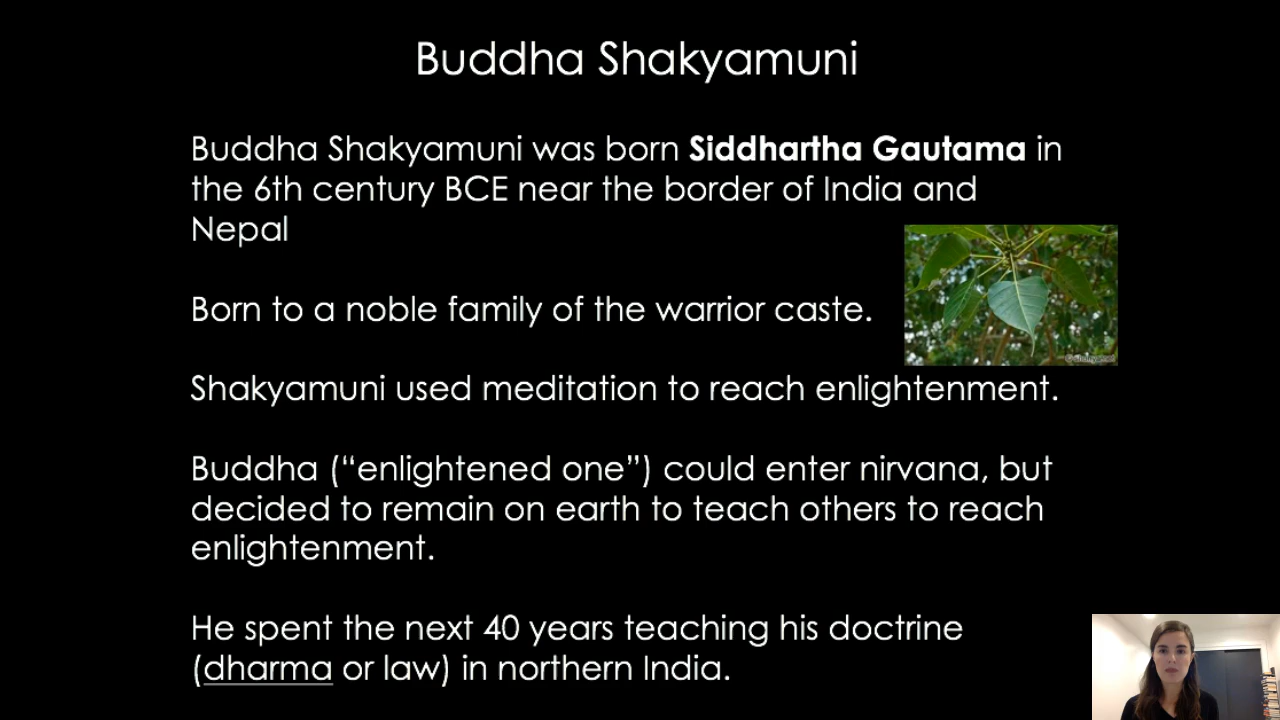 Buddha Shakyamuni
Buddha Shakyamuni was born Siddhartha Gautama in
the 6th century BCE near the border of India and
Nepal
Born to a noble family of the warrior caste.
Shakyamuni used meditation to reach enlightenment.
Buddha (“enlightened one”) could enter nirvana, but
decided to remain on earth to teach others to reach
enlightenment.
He spent the next 40 years teaching his doctrine
(dharma or law) in northern India.